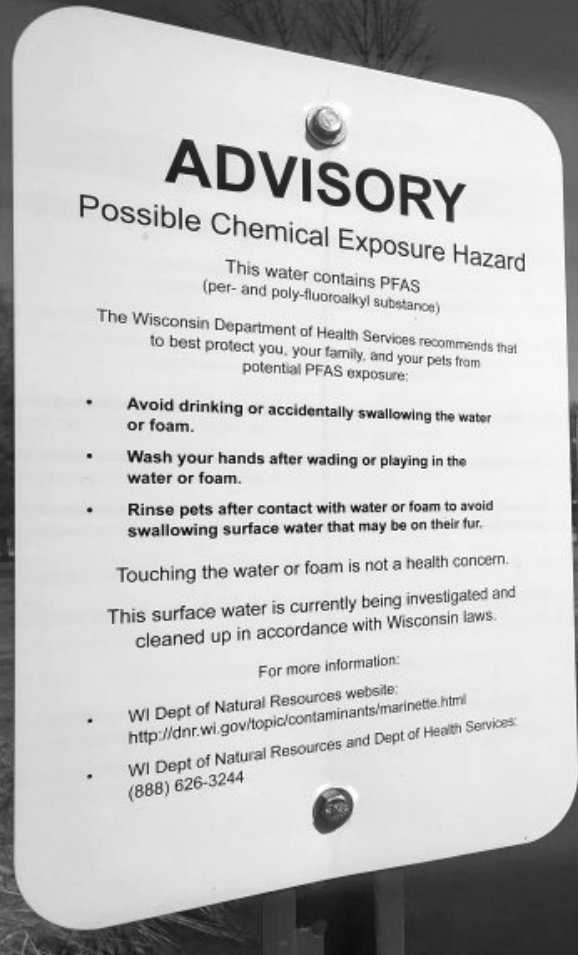 ADVISORY
Possible Chemical Exposure Hazard
This water contains PFAS
(per- and poly-fluoroalkyl substance)
The Wisconsin Department of Health Services recommends that
to best protect you, your family, and your pets from
potential PFAS exposure:
• Avoid drinking or accidentally swallowing the water
or foam.
• Wash your hands after wading or playing in the
water or foam.
• Rinse pets after contact with water or foam to avoid
swallowing surface water that may be on their fur.
Touching the water or foam is not a health concern.
This surface water is currently being investigated and
cleaned up in accordance with Wisconsin laws.
For more information:
• WI Dept of Natural Resources website:
http://dnr.wi.gov/topic/contaminants/marinette.html
• WI Dept of Natural Resources and Dept of Health Services:
(888) 626-3244